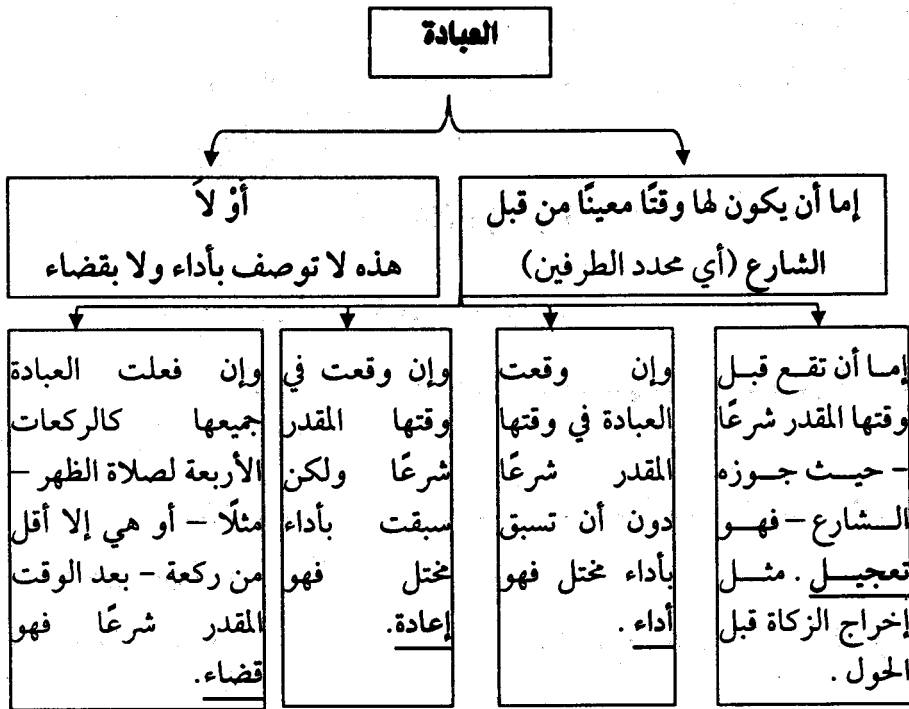 العبادة
إما أن يكون لها وقتًا معينًا من قبل
الشارع (أي محدد الطرفين)
أوْ لاَ
هذه لا توصف بأداء ولا بقضاء
إما أن تقع قبل
وقتها المقدر شرعًا
– حيث جوزه
الشارع – فهو
تعجيل . مثل
إخراج الزكاة قبل
الحول .
وإن وقعت
العبادة في وقتها
المقدر شرعًا
دون أن تسبق
بأداء مختل فهو
أداء .
وإن وقعت في
وقتها المقدر
شرعًا ولكن
سبقت بأداء
مختل فهو
إعادة.
وإن فعلت العبادة
جميعها كالركعات
الأربعة لصلاة الظهر –
مثلًا – أو هي إلا أقل
من ركعة – بعد الوقت
المقدر شرعًا فهو
قضاء.